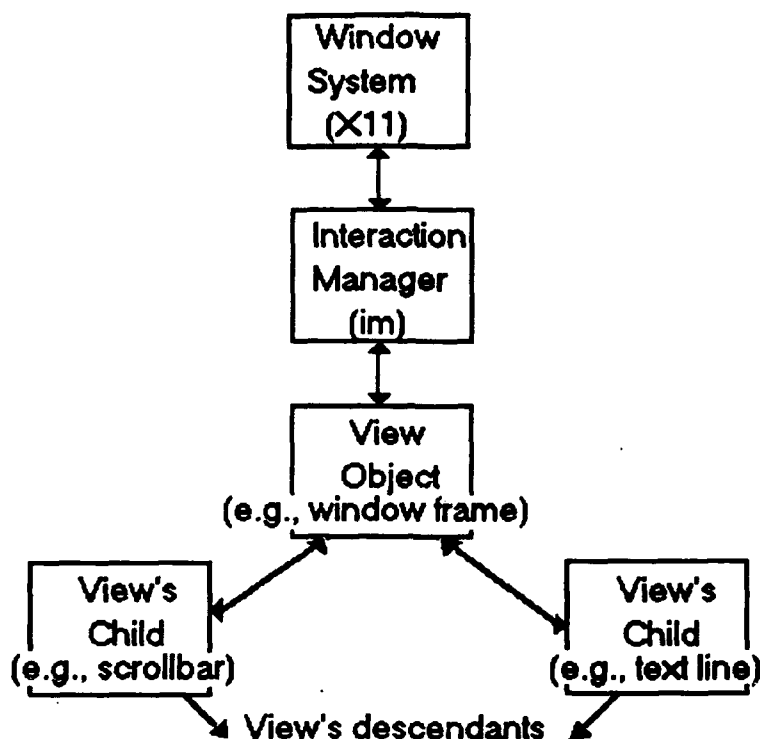 Window
System
(X11)
Interaction
Manager
(im)
View
Object
(e.g., window frame)
View's
Child
(e.g., scrollbar)
View's
Child
(e.g., text line)
View's descendants